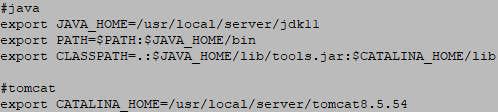 #java
export JAVA_HOME=/usr/local/server/jdk11
export PATH=$PATH:$JAVA_HOME/bin
export CLASSPATH=.:$JAVA_HOME/lib/tools.jar:$CATALINA_HOME/lib
#tomcat
export CATALINA_HOME=/usr/local/server/tomcat8.5.54